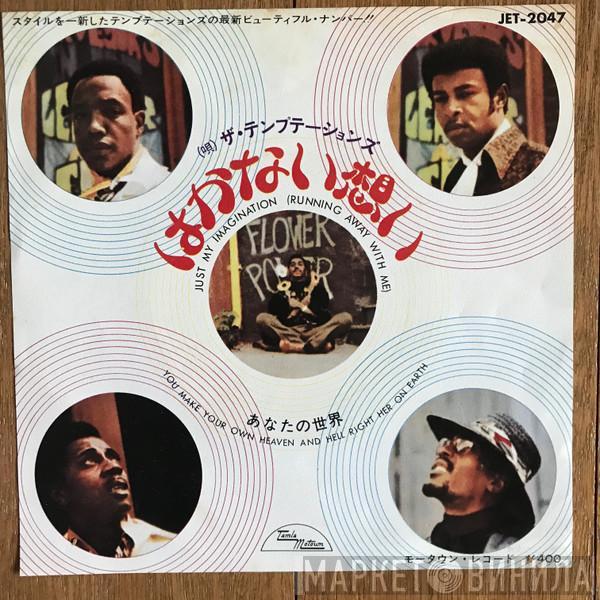 スタイルを一新したテンプテーションズの最新ビューティフル・ナンバー!!
JET-2047
(唄) ザ・テンプテーションズ
はかない想い
JUST MY IMAGINATION (RUNNING AWAY WITH ME)
FLOWER
POWER
YOU MAKE YOUR OWN HEAVEN AND HELL RIGHT HER ON EARTH
あなたの世界
Tamla
Motown
モータウン・レコード ¥400
МАРКЕТ ВИНИЛА